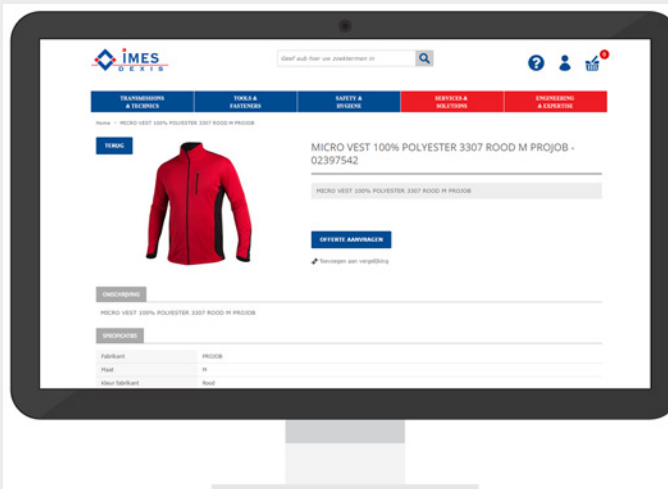 IMES
DEXIS
Geef aub hier uw zoektermen in
?
0
TRANSMISSIONS
& TECHNICS
TOOLS &
FASTENERS
SAFETY &
HYGIENE
SERVICES &
SOLUTIONS
ENGINEERING
& EXPERTISE
Home > MICRO VEST 100% POLYESTER 3307 ROOD M PROJOB
TERUG
MICRO VEST 100% POLYESTER 3307 ROOD M PROJOB -
02397542
MICRO VEST 100% POLYESTER 3307 ROOD M PROJOB
OFFERTE AANVRAGEN
Toevoegen aan vergelijking
OMSCHRIJVING
MICRO VEST 100% POLYESTER 3307 ROOD M PROJOB
SPECIFICATIES
Fabrikant PROJOB
Maat M
Kleur fabrikant Rood